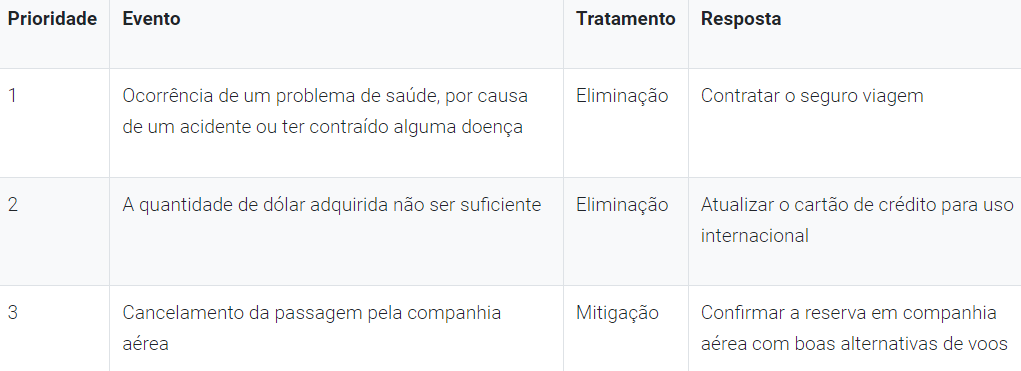 Prioridade Evento Tratamento Resposta
1 Ocorrência de um problema de saúde, por causa Eliminação Contratar o seguro viagem
de um acidente ou ter contraído alguma doença
2 A quantidade de dólar adquirida não ser suficiente Eliminação Atualizar o cartão de crédito para uso
internacional
3 Cancelamento da passagem pela companhia Mitigação Confirmar a reserva em companhia
aérea aérea com boas alternativas de voos